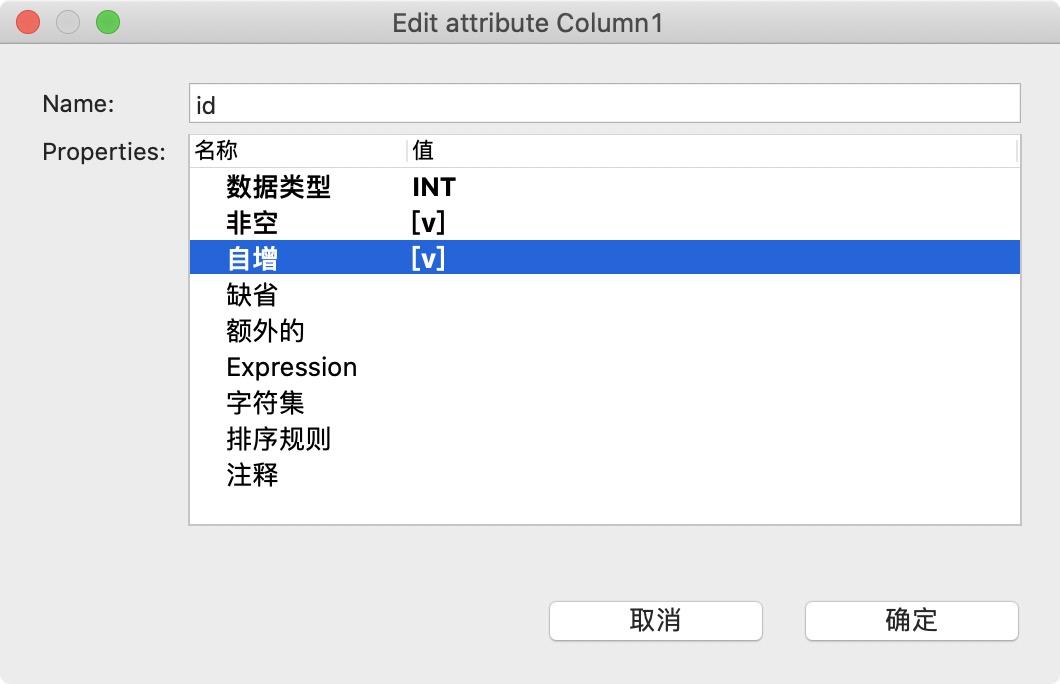 Edit attribute Column1
Name: id
Properties: 名称 值
数据类型 INT
非空 [v]
自增 [v]
缺省
额外的
Expression
字符集
排序规则
注释
取消 确定